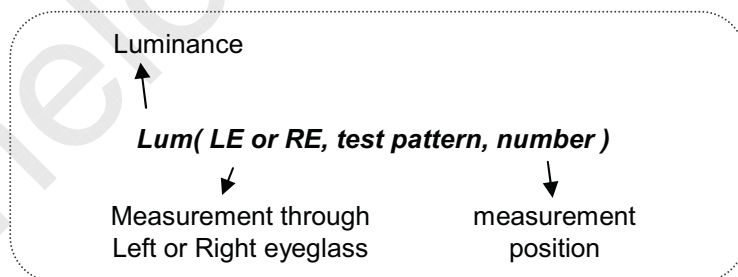 Luminance
Lum( LE or RE, test pattern, number )
Measurement through
Left or Right eyeglass
measurement
position